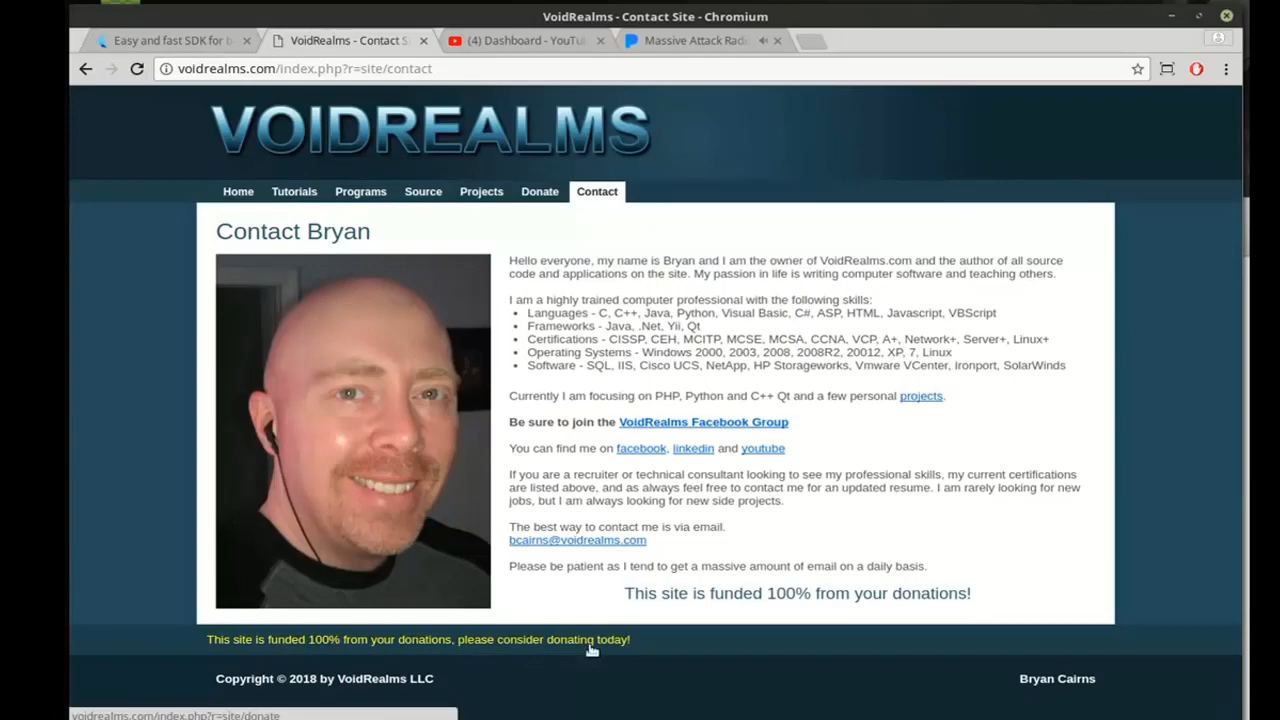 VoidRealms - Contact Site - Chromium
Easy and fast SDK for b
VoidRealms - Contact S
(4) Dashboard - YouTu
Massive Attack Radi
voidrealms.com/index.php?r=site/contact
VOIDREALMS
Home Tutorials Programs Source Projects Donate Contact
Contact Bryan
Hello everyone, my name is Bryan and I am the owner of VoidRealms.com and the author of all source
code and applications on the site. My passion in life is writing computer software and teaching others.
I am a highly trained computer professional with the following skills:
• Languages - C, C++, Java, Python, Visual Basic, C#, ASP, HTML, Javascript, VBScript
• Frameworks - Java, .Net, Yii, Qt
• Certifications - CISSP, CEH, MCITP, MCSE, MCSA, CCNA, VCP, A+, Network+, Server+, Linux+
• Operating Systems - Windows 2000, 2003, 2008, 2008R2, 20012, XP, 7, Linux
• Software - SQL, IIS, Cisco UCS, NetApp, HP Storageworks, Vmware VCenter, Ironport, SolarWinds
Currently I am focusing on PHP, Python and C++ Qt and a few personal projects.
Be sure to join the VoidRealms Facebook Group
You can find me on facebook, linkedin and youtube
If you are a recruiter or technical consultant looking to see my professional skills, my current certifications
are listed above, and as always feel free to contact me for an updated resume. I am rarely looking for new
jobs, but I am always looking for new side projects.
The best way to contact me is via email.
bcairns@voidrealms.com
Please be patient as I tend to get a massive amount of email on a daily basis.
This site is funded 100% from your donations!
This site is funded 100% from your donations, please consider donating today!
Copyright © 2018 by VoidRealms LLC
Bryan Cairns
voidrealms.com/index.php?r=site/donate